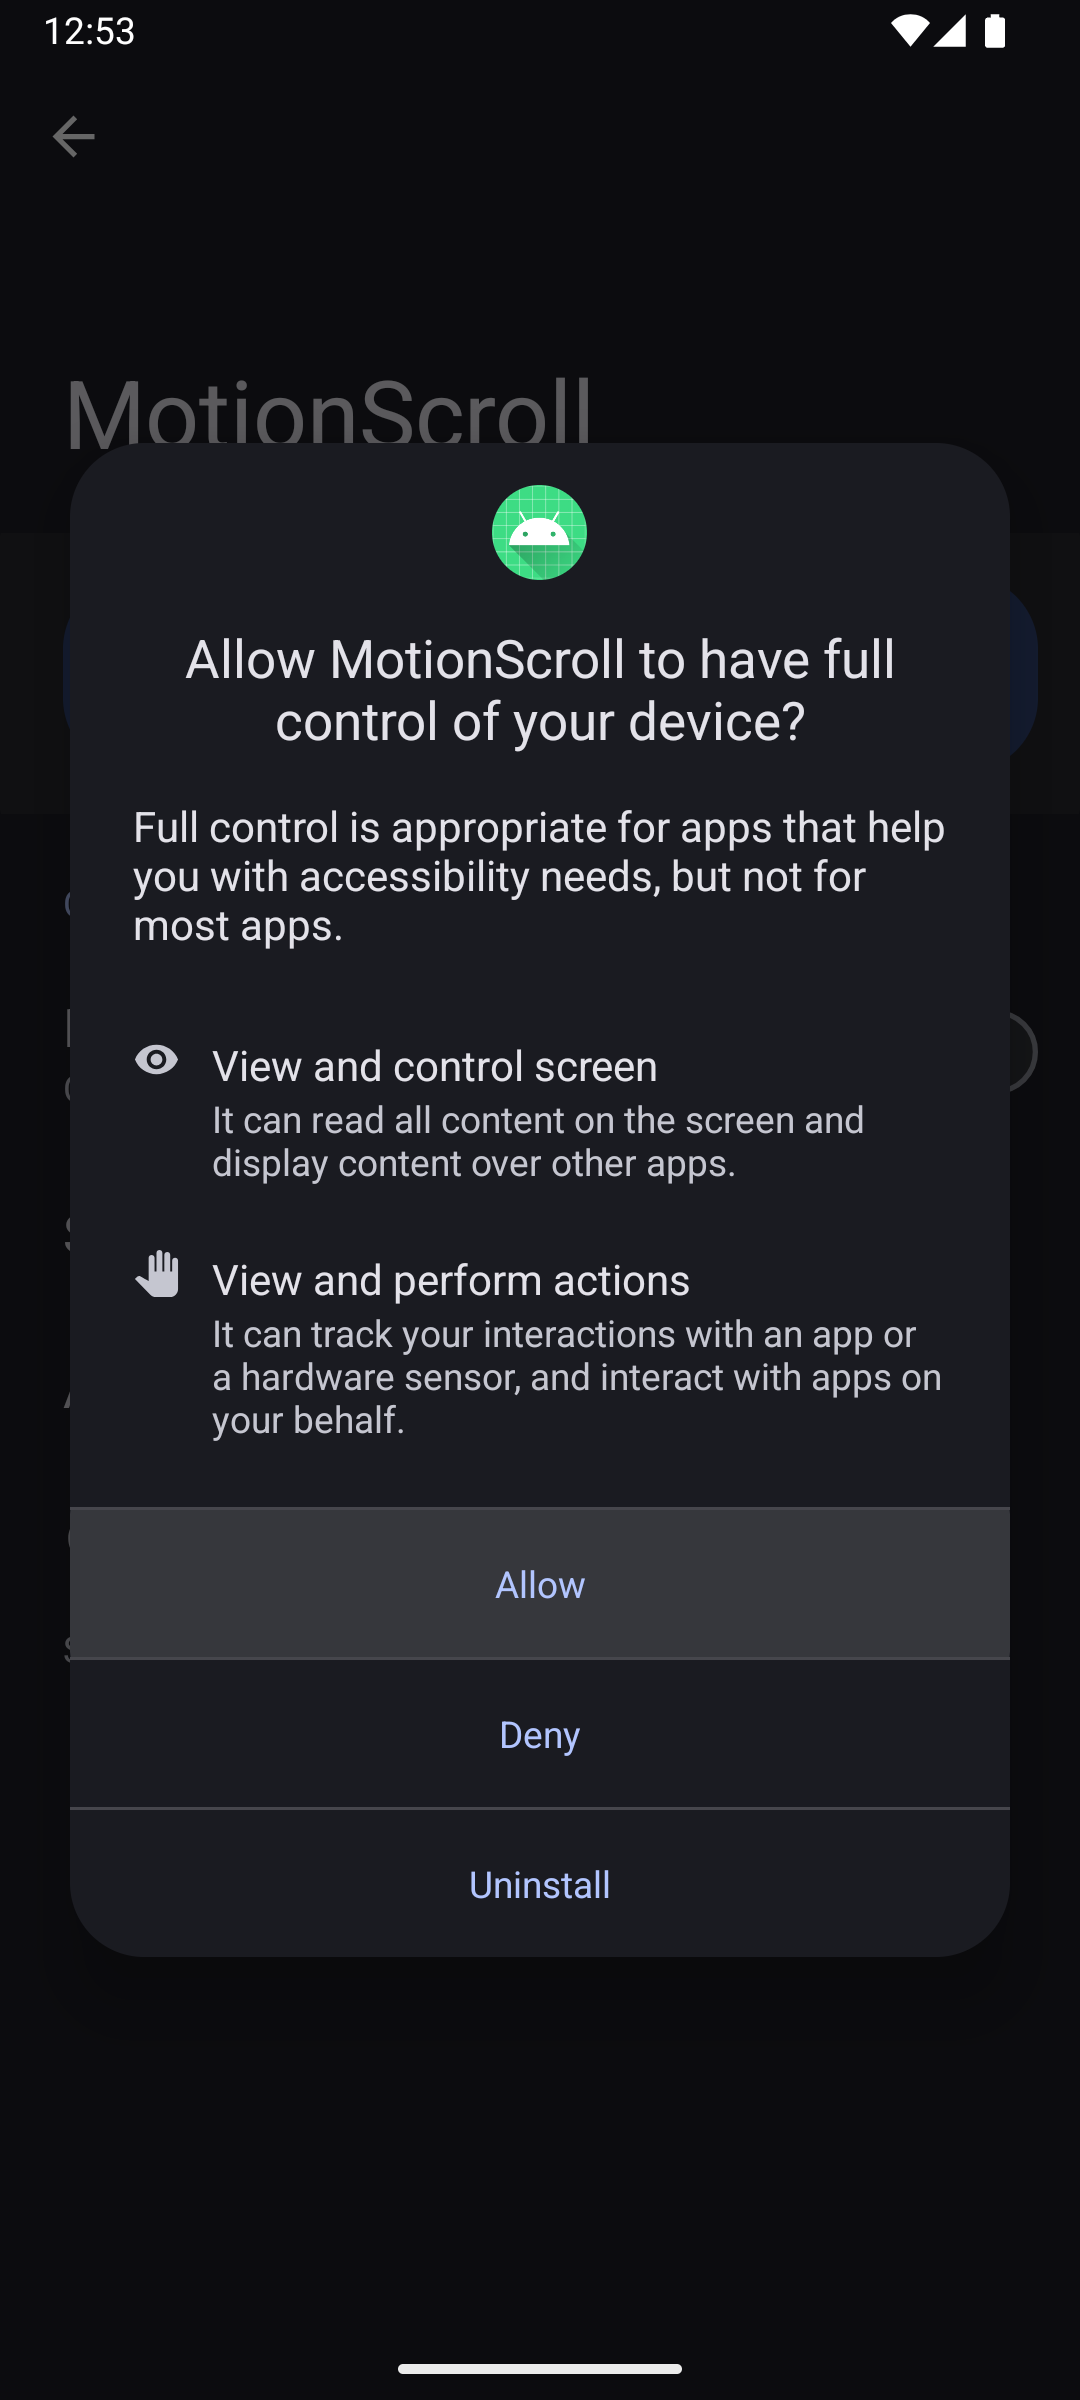 12:53
MotionScroll
Allow MotionScroll to have full
control of your device?
Full control is appropriate for apps that help
you with accessibility needs, but not for
most apps.
View and control screen
It can read all content on the screen and
display content over other apps.
View and perform actions
It can track your interactions with an app or
a hardware sensor, and interact with apps on
your behalf.
Allow
Deny
Uninstall